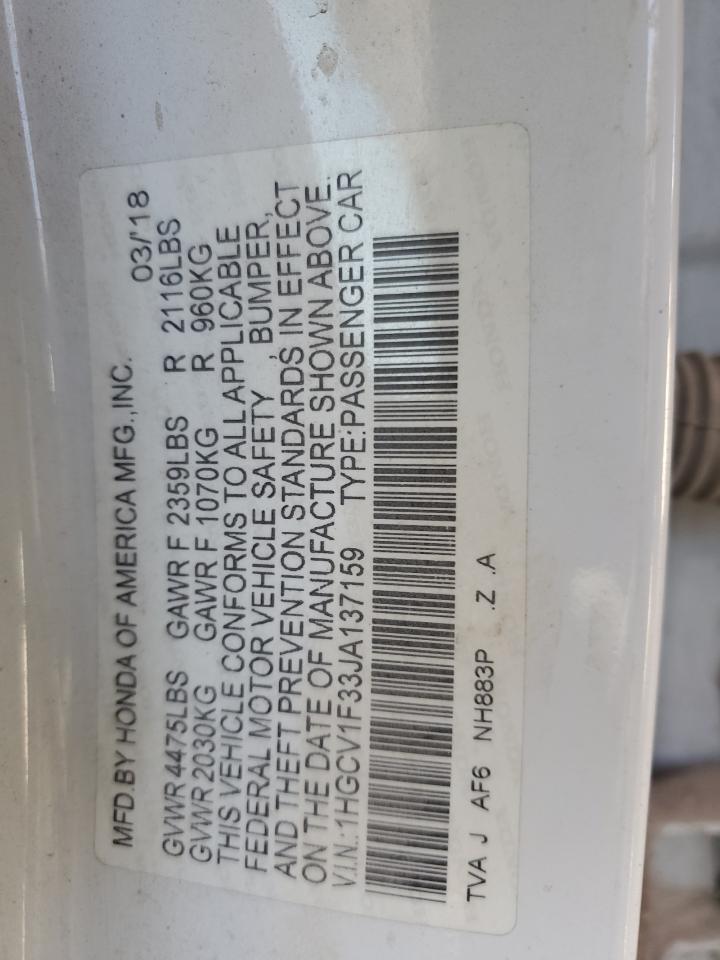 MFD.BY HONDA OF AMERICA MFG.,INC. 03/'18
GVWR 4475LBS GAWR F 2359LBS R 2116LBS
GVWR 2030KG GAWR F 1070KG R 960KG
THIS VEHICLE CONFORMS TO ALL APPLICABLE
FEDERAL MOTOR VEHICLE SAFETY, BUMPER,
AND THEFT PREVENTION STANDARDS IN EFFECT
ON THE DATE OF MANUFACTURE SHOWN ABOVE.
V.I.N.:1HGCV1F33JA137159 TYPE:PASSENGER CAR
TVA J AF6 NH883P .Z .A